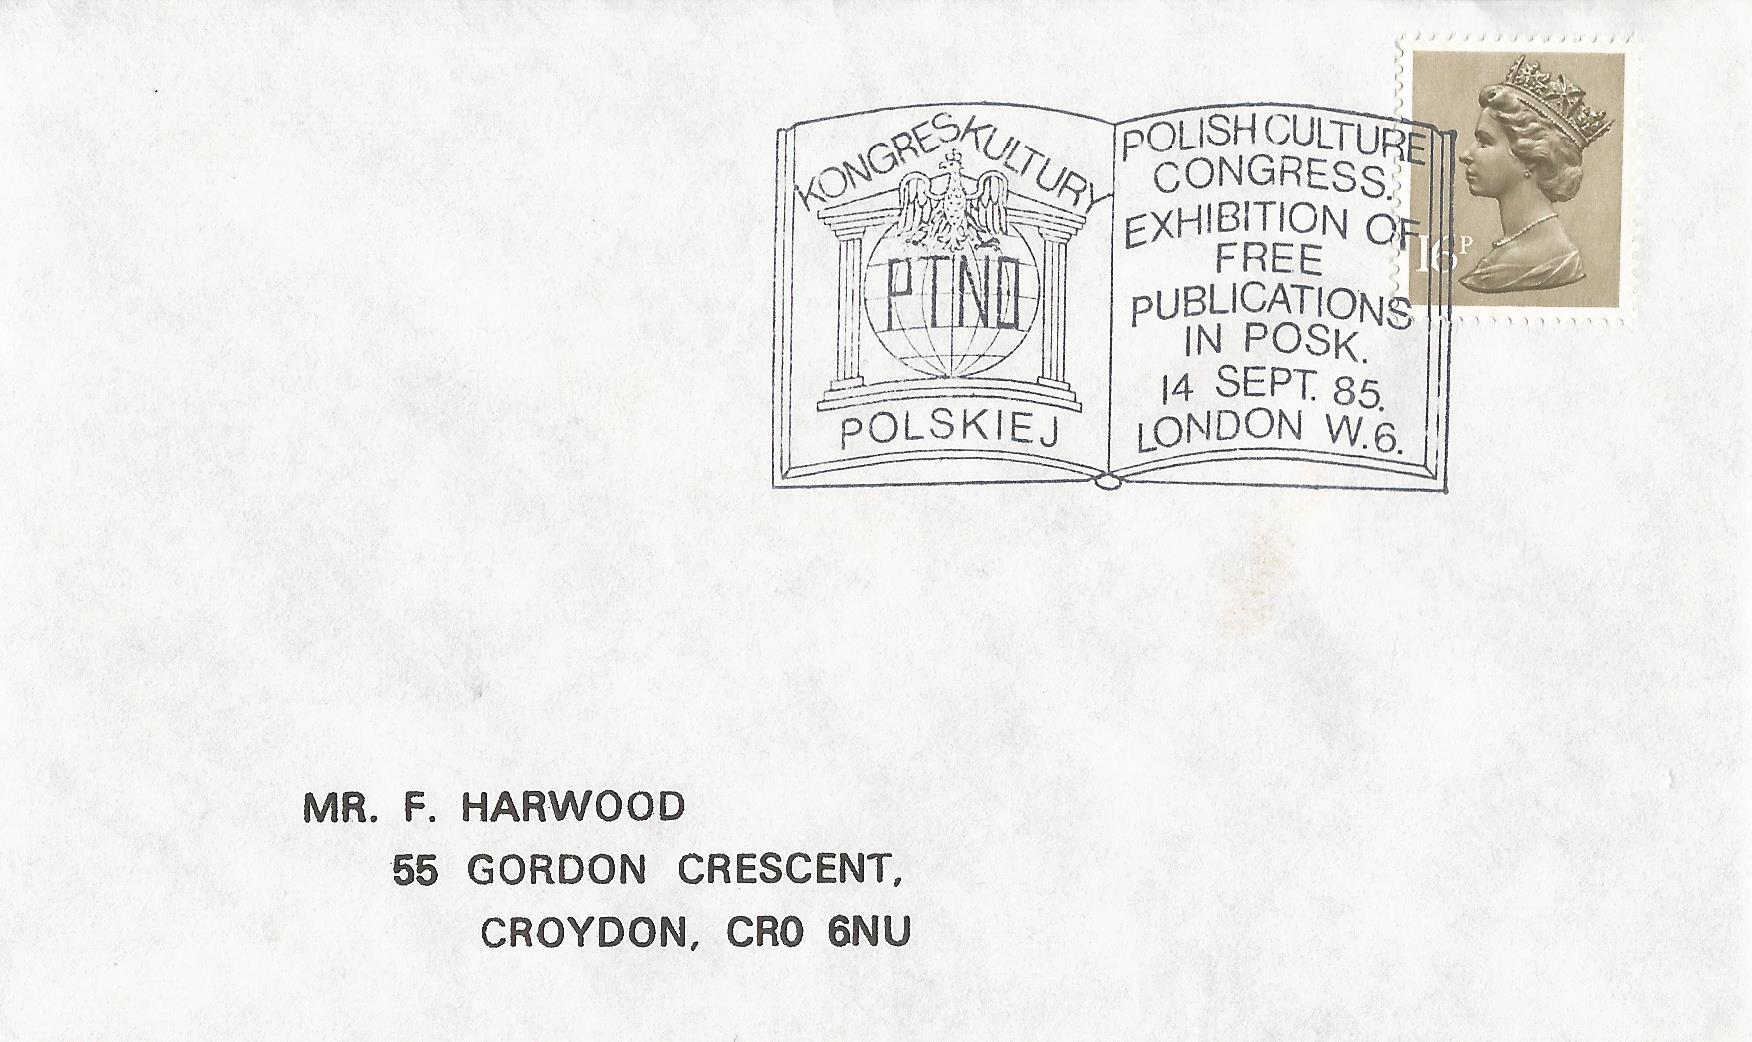 KONGRES KULTURY
PTNO
POLSKIEJ
POLISH CULTURE
CONGRESS.
EXHIBITION OF
FREE
PUBLICATIONS
IN POSK.
14 SEPT. 85.
LONDON W.6.
16P
MR. F. HARWOOD
55 GORDON CRESCENT,
CROYDON, CR0 6NU